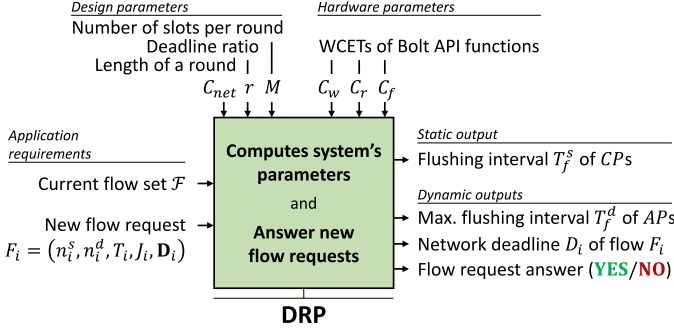 Design parameters
Hardware parameters
Number of slots per round
Deadline ratio
WCETs of Bolt API functions
Length of a round
C_net r M
C_w C_r C_f
Application
requirements
Computes system's
parameters
and
Answer new
flow requests
Static output
Flushing interval T_f^s of CPs
Current flow set ℱ
Dynamic outputs
New flow request
F_i = (n_i^s, n_i^d, T_i, J_i, D_i)
Max. flushing interval T_f^d of APs
Network deadline D_i of flow F_i
Flow request answer (YES/NO)
DRP